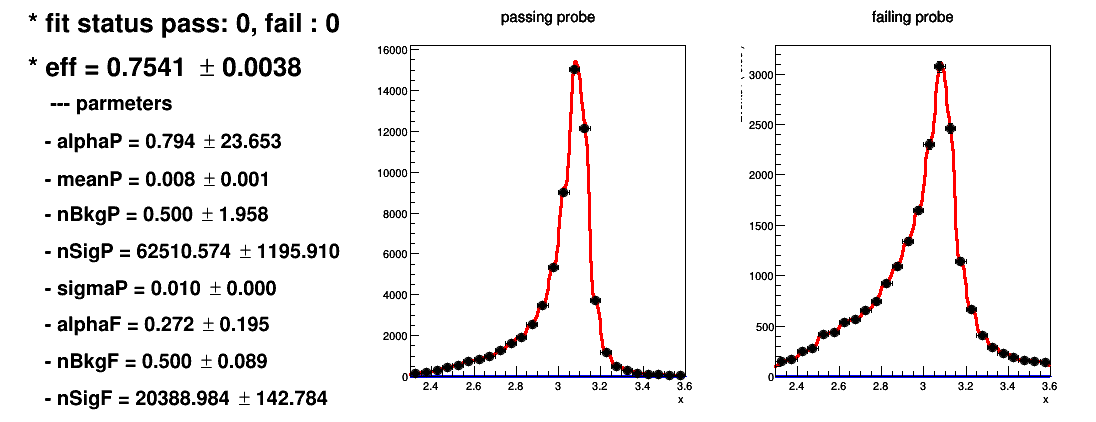 * fit status pass: 0, fail : 0
* eff = 0.7541 ± 0.0038
--- parmeters
- alphaP = 0.794 ± 23.653
- meanP = 0.008 ± 0.001
- nBkgP = 0.500 ± 1.958
- nSigP = 62510.574 ± 1195.910
- sigmaP = 0.010 ± 0.000
- alphaF = 0.272 ± 0.195
- nBkgF = 0.500 ± 0.089
- nSigF = 20388.984 ± 142.784
passing probe
16000
14000
12000
10000
8000
6000
4000
2000
0
2.4 2.6 2.8 3 3.2 3.4 3.6
x
failing probe
3000
2500
2000
1500
1000
500
0
2.4 2.6 2.8 3 3.2 3.4 3.6
x